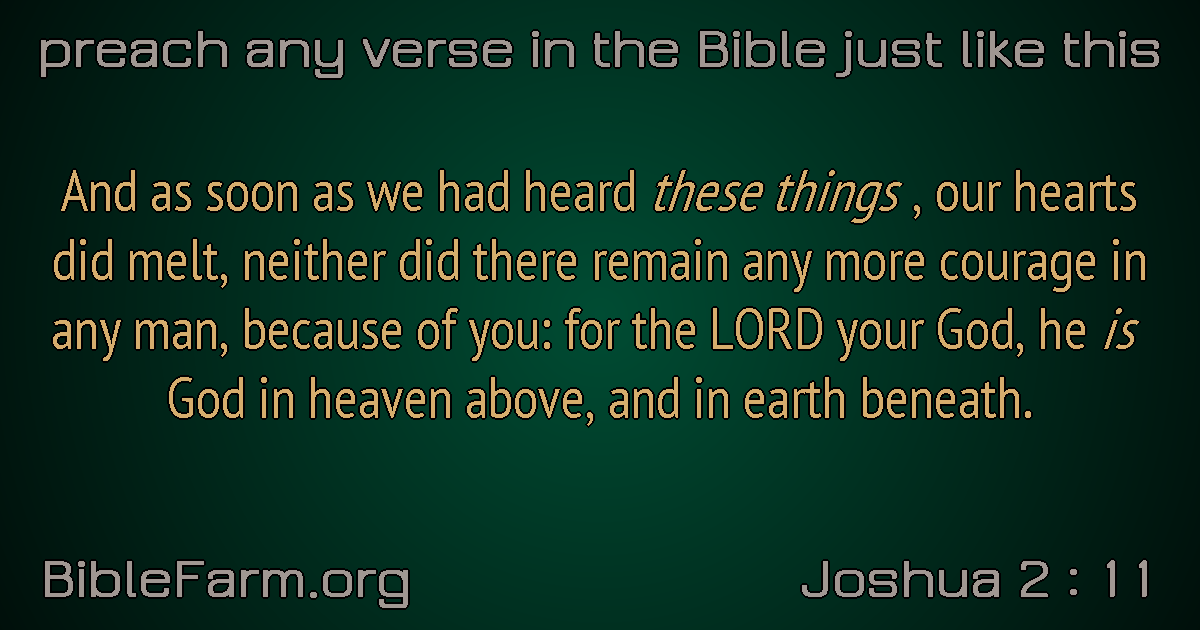 preach any verse in the Bible just like this
And as soon as we had heard these things , our hearts
did melt, neither did there remain any more courage in
any man, because of you: for the LORD your God, he is
God in heaven above, and in earth beneath.
BibleFarm.org
Joshua 2 : 11